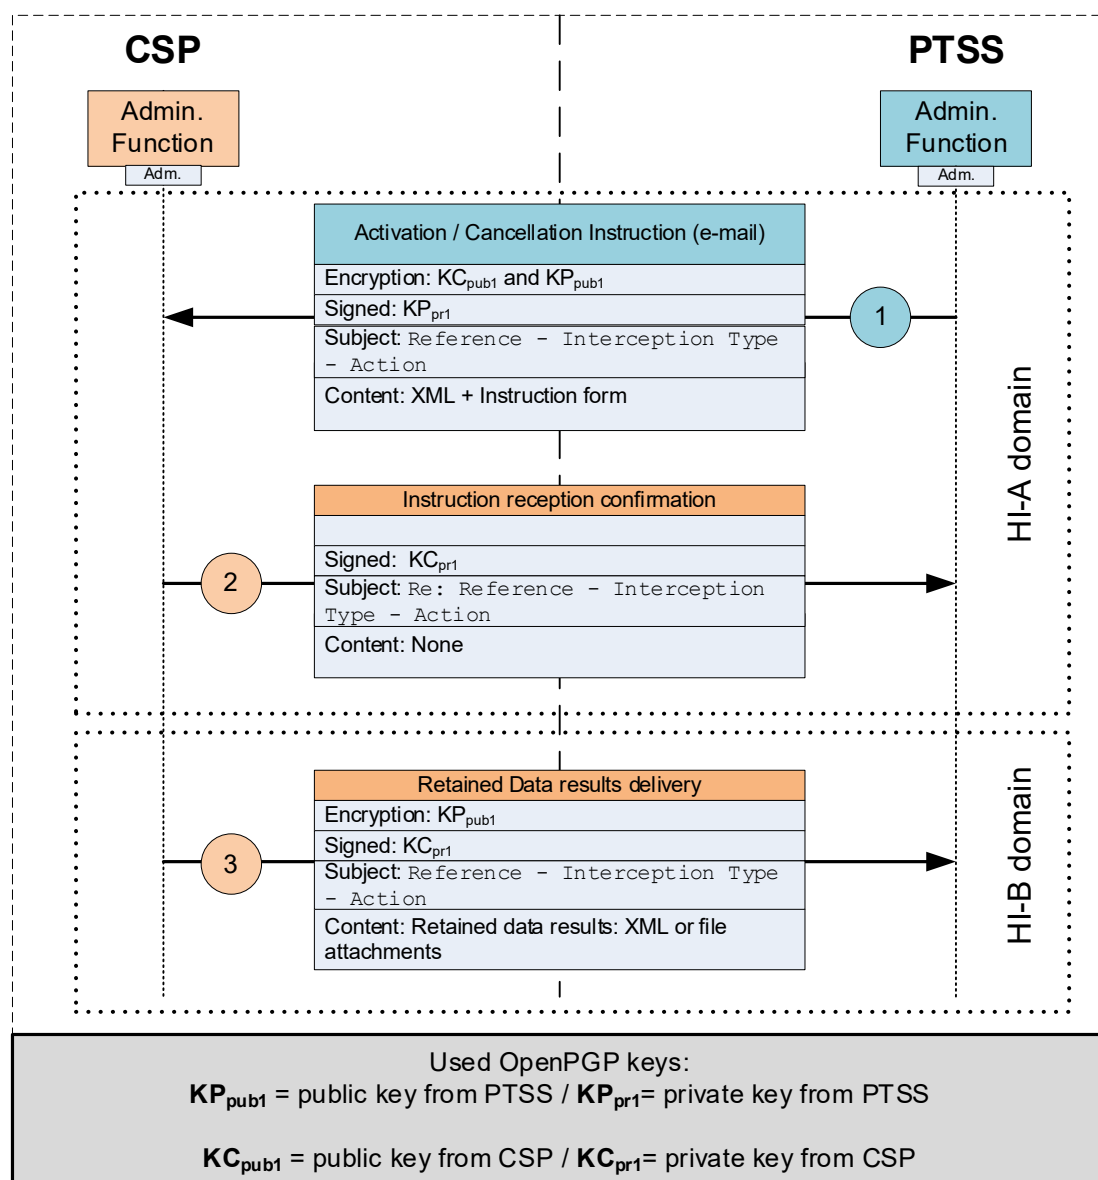 CSP
PTSS
Admin.
Function
Adm.
Admin.
Function
Adm.
Activation / Cancellation Instruction (e-mail)
Encryption: KCpub1 and KPpub1
Signed: KPpr1
Subject: Reference - Interception Type
- Action
Content: XML + Instruction form
1
HI-A domain
Instruction reception confirmation
Signed: KCpr1
Subject: Re: Reference - Interception
Type - Action
Content: None
2
Retained Data results delivery
Encryption: KPpub1
Signed: KCpr1
Subject: Reference - Interception Type
- Action
Content: Retained data results: XML or file
attachments
3
HI-B domain
Used OpenPGP keys:
KPpub1 = public key from PTSS / KPpr1= private key from PTSS
KCpub1 = public key from CSP / KCpr1= private key from CSP